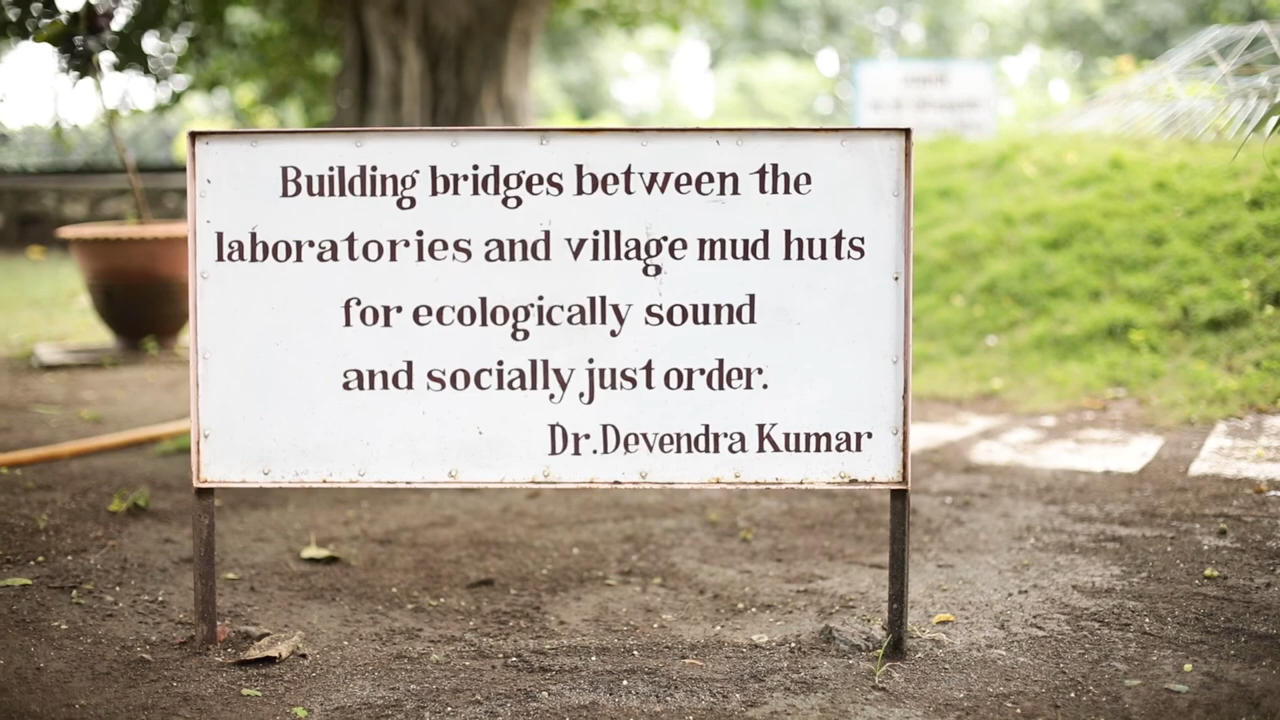 Building bridges between the
laboratories and village mud huts
for ecologically sound
and socially just order.
Dr.Devendra Kumar